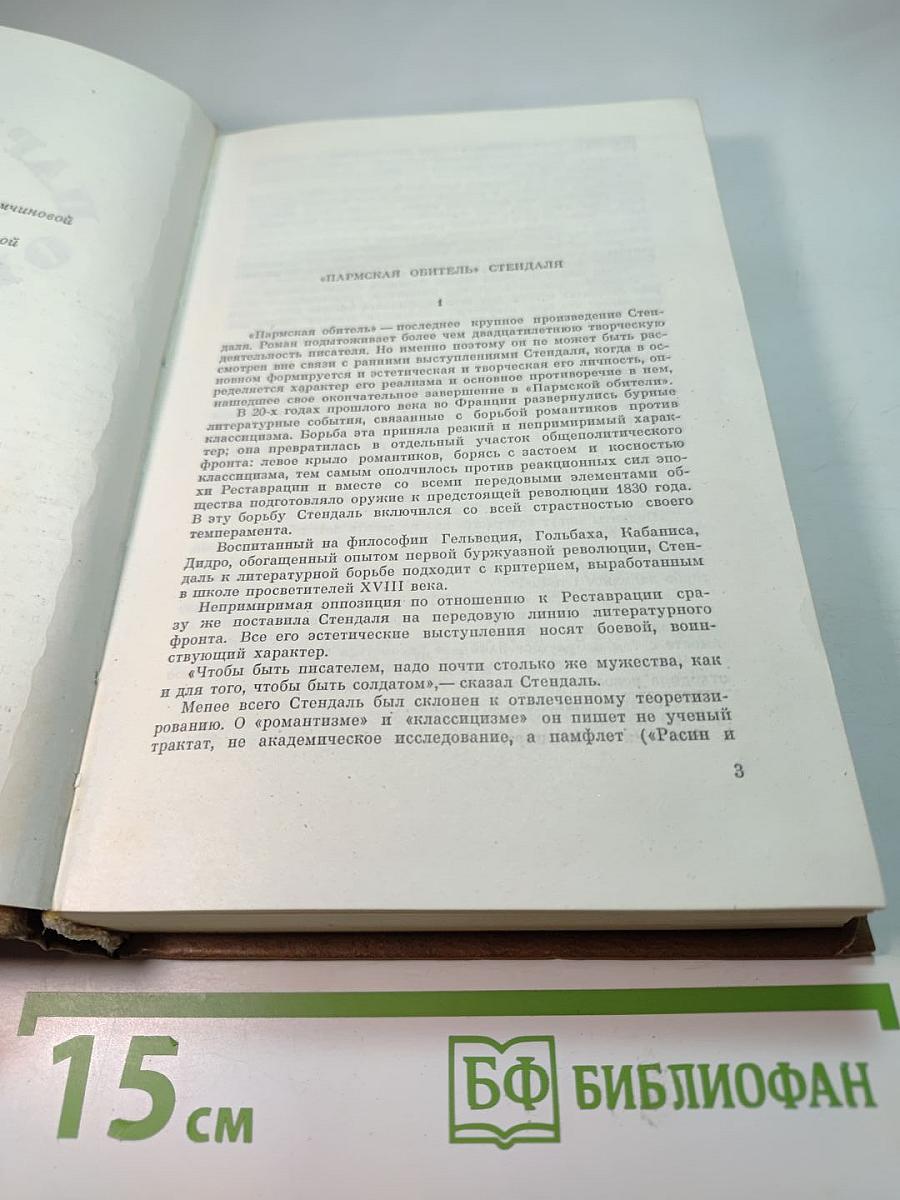 мчиновой
ой
«ПАРМСКАЯ ОБИТЕЛЬ» СТЕНДАЛЯ
1
«Пармская обитель» — последнее крупное произведение Стен-
даля. Роман подытоживает более чем двадцатилетнюю творческую
деятельность писателя. Но именно поэтому он не может быть рас-
смотрен вне связи с ранними выступлениями Стендаля, когда в ос-
новном формируется и эстетическая и творческая его личность, оп-
ределяется характер его реализма и основное противоречие в нем,
нашедшее свое окончательное завершение в «Пармской обители».
В 20-х годах прошлого века во Франции развернулись бурные
литературные события, связанные с борьбой романтиков против
классицизма. Борьба эта приняла резкий и непримиримый харак-
тер; она превратилась в отдельный участок общеполитического
фронта: левое крыло романтиков, борясь с застоем и косностью
классицизма, тем самым ополчилось против реакционных сил эпо-
хи Реставрации и вместе со всеми передовыми элементами об-
щества подготовляло оружие к предстоящей революции 1830 года.
В эту борьбу Стендаль включился со всей страстностью своего
темперамента.
Воспитанный на философии Гельвеция, Гольбаха, Кабаниса,
Дидро, обогащенный опытом первой буржуазной революции, Стен-
даль к литературной борьбе подходит с критерием, выработанным
в школе просветителей XVIII века.
Непримиримая оппозиция по отношению к Реставрации сра-
зу же поставила Стендаля на передовую линию литературного
фронта. Все его эстетические выступления носят боевой, воин-
ствующий характер.
«Чтобы быть писателем, надо почти столько же мужества, как
и для того, чтобы быть солдатом»,— сказал Стендаль.
Менее всего Стендаль был склонен к отвлеченному теоретизи-
рованию. О «романтизме» и «классицизме» он пишет не ученый
трактат, не академическое исследование, а памфлет («Расин и
3
15 см
БФ БИБЛИОФАН